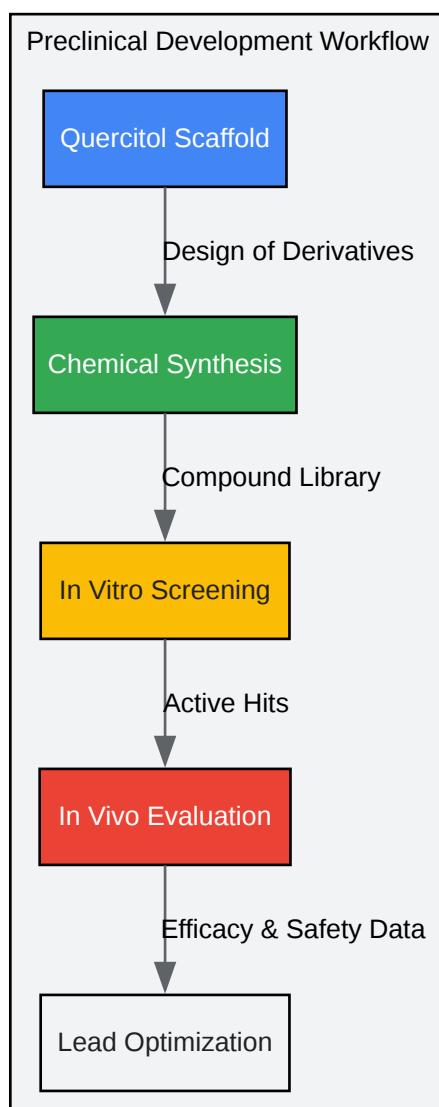 Preclinical Development Workflow
Quercitol Scaffold
Design of Derivatives
Chemical Synthesis
Compound Library
In Vitro Screening
Active Hits
In Vivo Evaluation
Efficacy & Safety Data
Lead Optimization